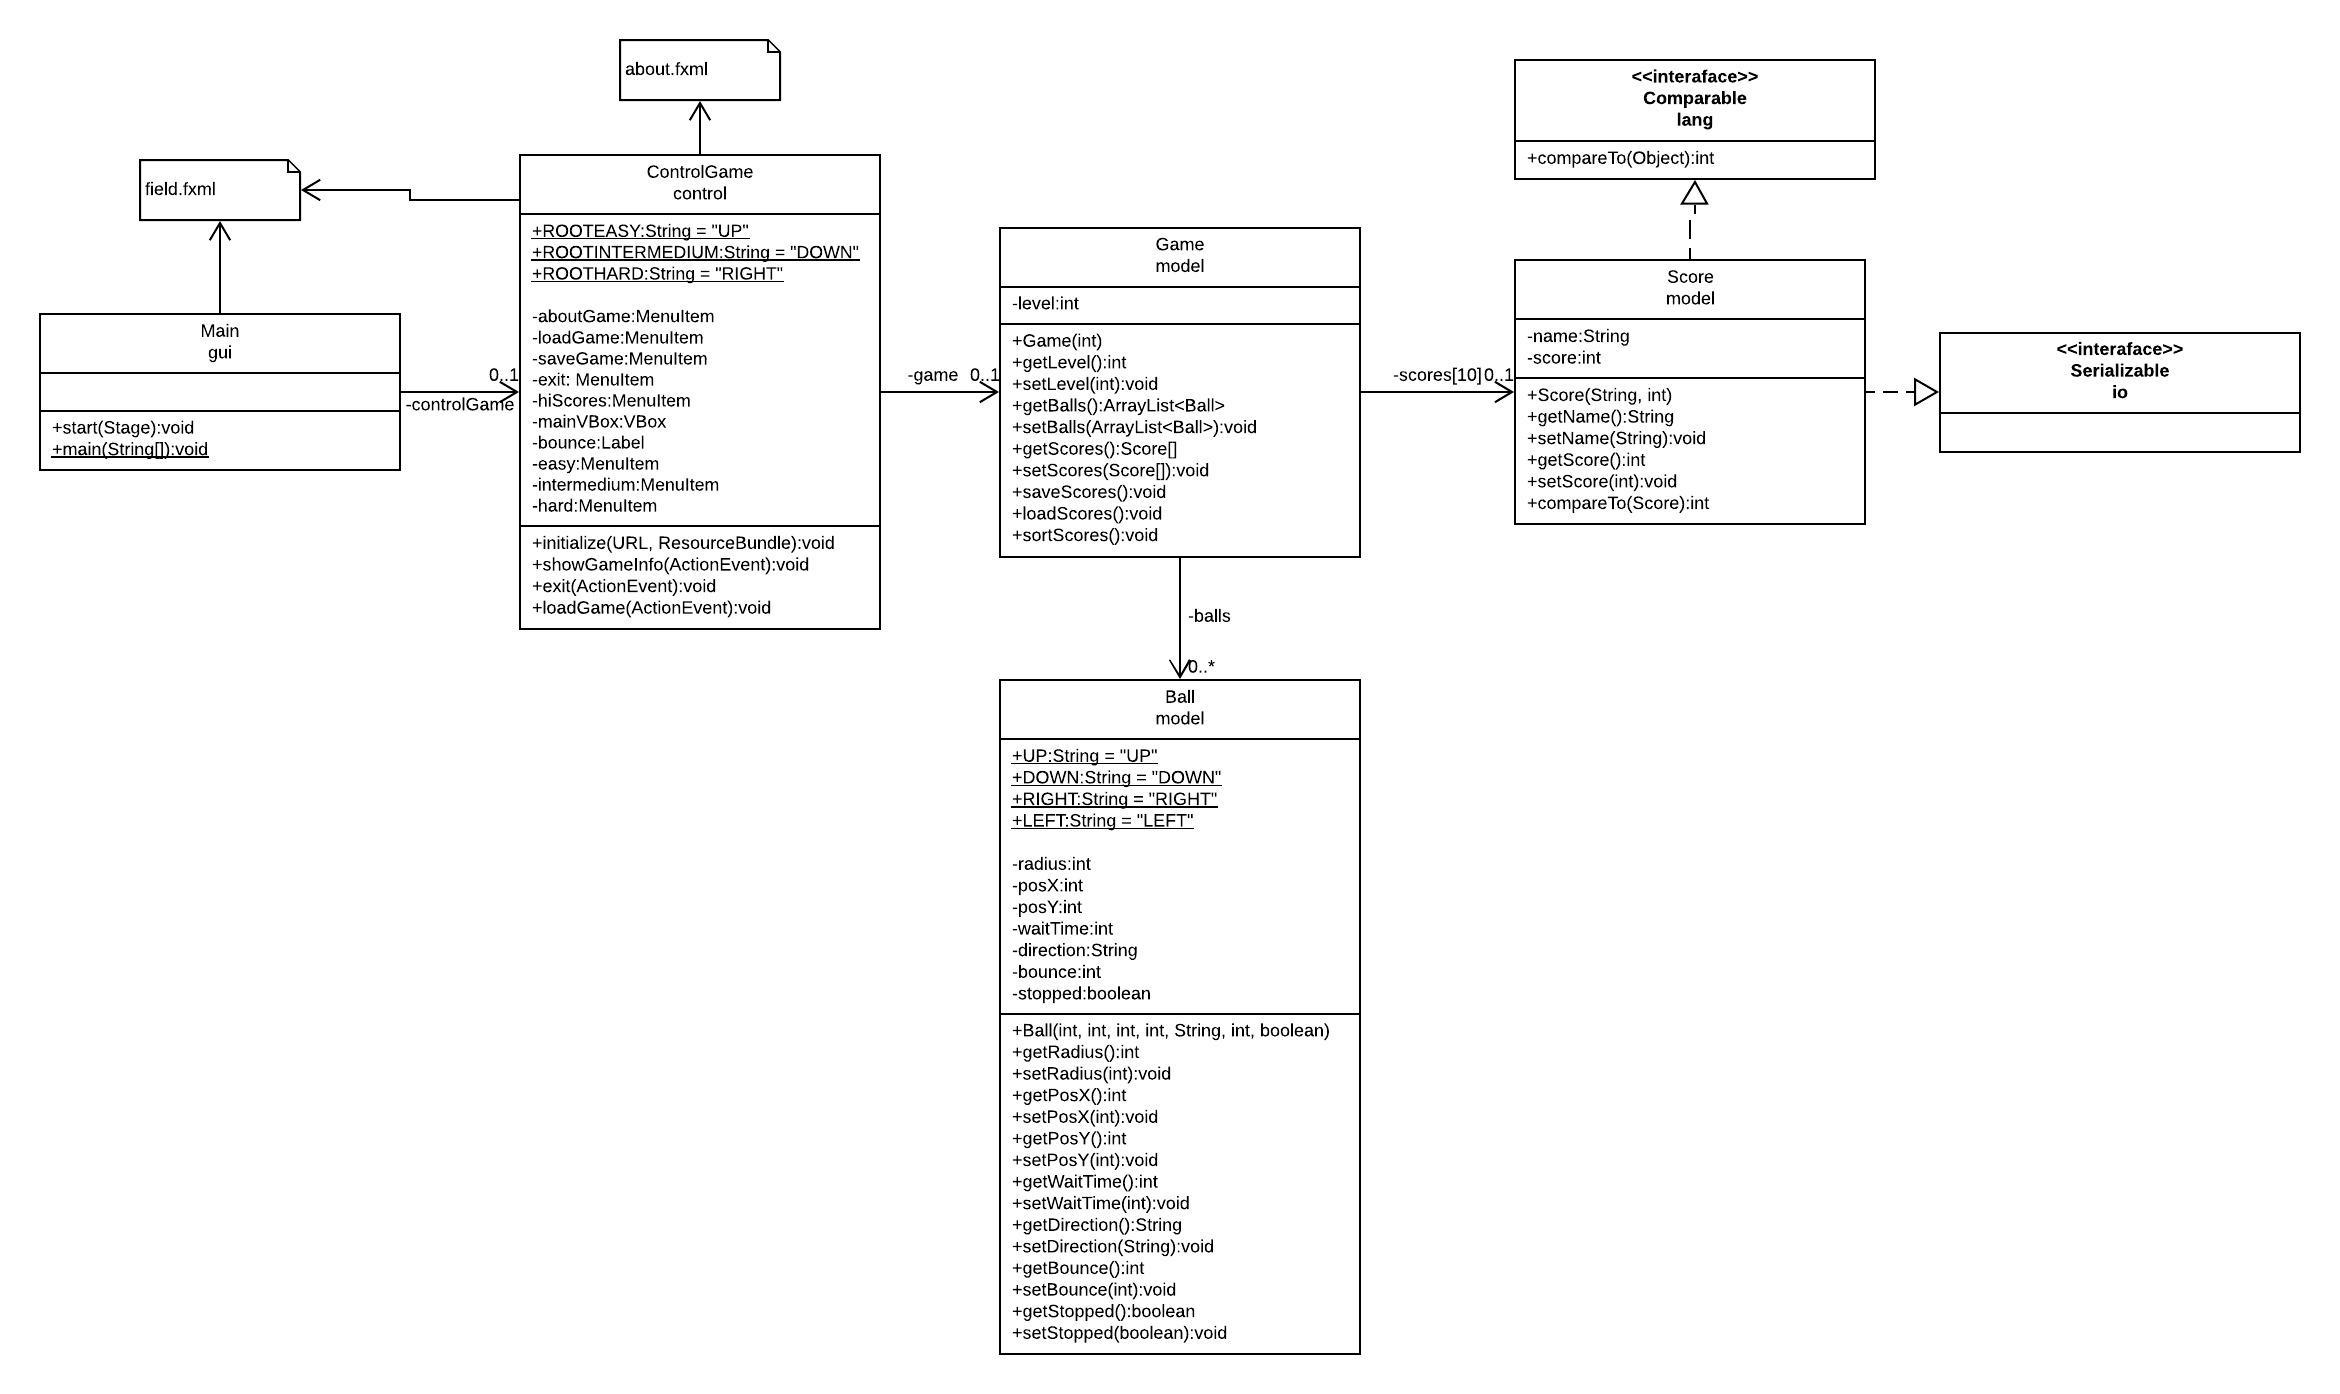 about.fxml
field.fxml
Main
gui
+start(Stage):void
+main(String[]):void
0..1
-controlGame
ControlGame
control
+ROOTEASY:String = "UP"
+ROOTINTERMEDIUM:String = "DOWN"
+ROOTHARD:String = "RIGHT"
-aboutGame:MenuItem
-loadGame:MenuItem
-saveGame:MenuItem
-exit: MenuItem
-hiScores:MenuItem
-mainVBox:VBox
-bounce:Label
-easy:MenuItem
-intermedium:MenuItem
-hard:MenuItem
+initialize(URL, ResourceBundle):void
+showGameInfo(ActionEvent):void
+exit(ActionEvent):void
+loadGame(ActionEvent):void
-game 0..1
Game
model
-level:int
+Game(int)
+getLevel():int
+setLevel(int):void
+getBalls():ArrayList<Ball>
+setBalls(ArrayList<Ball>):void
+getScores():Score[]
+setScores(Score[]):void
+saveScores():void
+loadScores():void
+sortScores():void
-scores[10] 0..1
<<interaface>>
Comparable
lang
+compareTo(Object):int
Score
model
-name:String
-score:int
+Score(String, int)
+getName():String
+setName(String):void
+getScore():int
+setScore(int):void
+compareTo(Score):int
<<interaface>>
Serializable
io
-balls
0..*
Ball
model
+UP:String = "UP"
+DOWN:String = "DOWN"
+RIGHT:String = "RIGHT"
+LEFT:String = "LEFT"
-radius:int
-posX:int
-posY:int
-waitTime:int
-direction:String
-bounce:int
-stopped:boolean
+Ball(int, int, int, int, String, int, boolean)
+getRadius():int
+setRadius(int):void
+getPosX():int
+setPosX(int):void
+getPosY():int
+setPosY(int):void
+getWaitTime():int
+setWaitTime(int):void
+getDirection():String
+setDirection(String):void
+getBounce():int
+setBounce(int):void
+getStopped():boolean
+setStopped(boolean):void